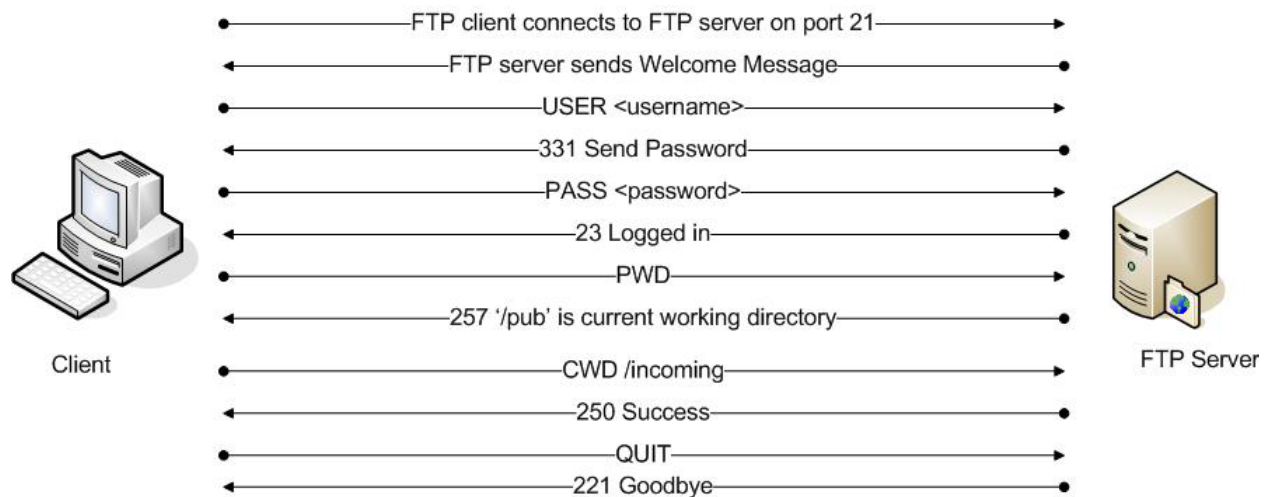 FTP client connects to FTP server on port 21
FTP server sends Welcome Message
USER <username>
331 Send Password
PASS <password>
23 Logged in
PWD
257 ‘/pub’ is current working directory
Client
FTP Server
CWD /incoming
250 Success
QUIT
221 Goodbye